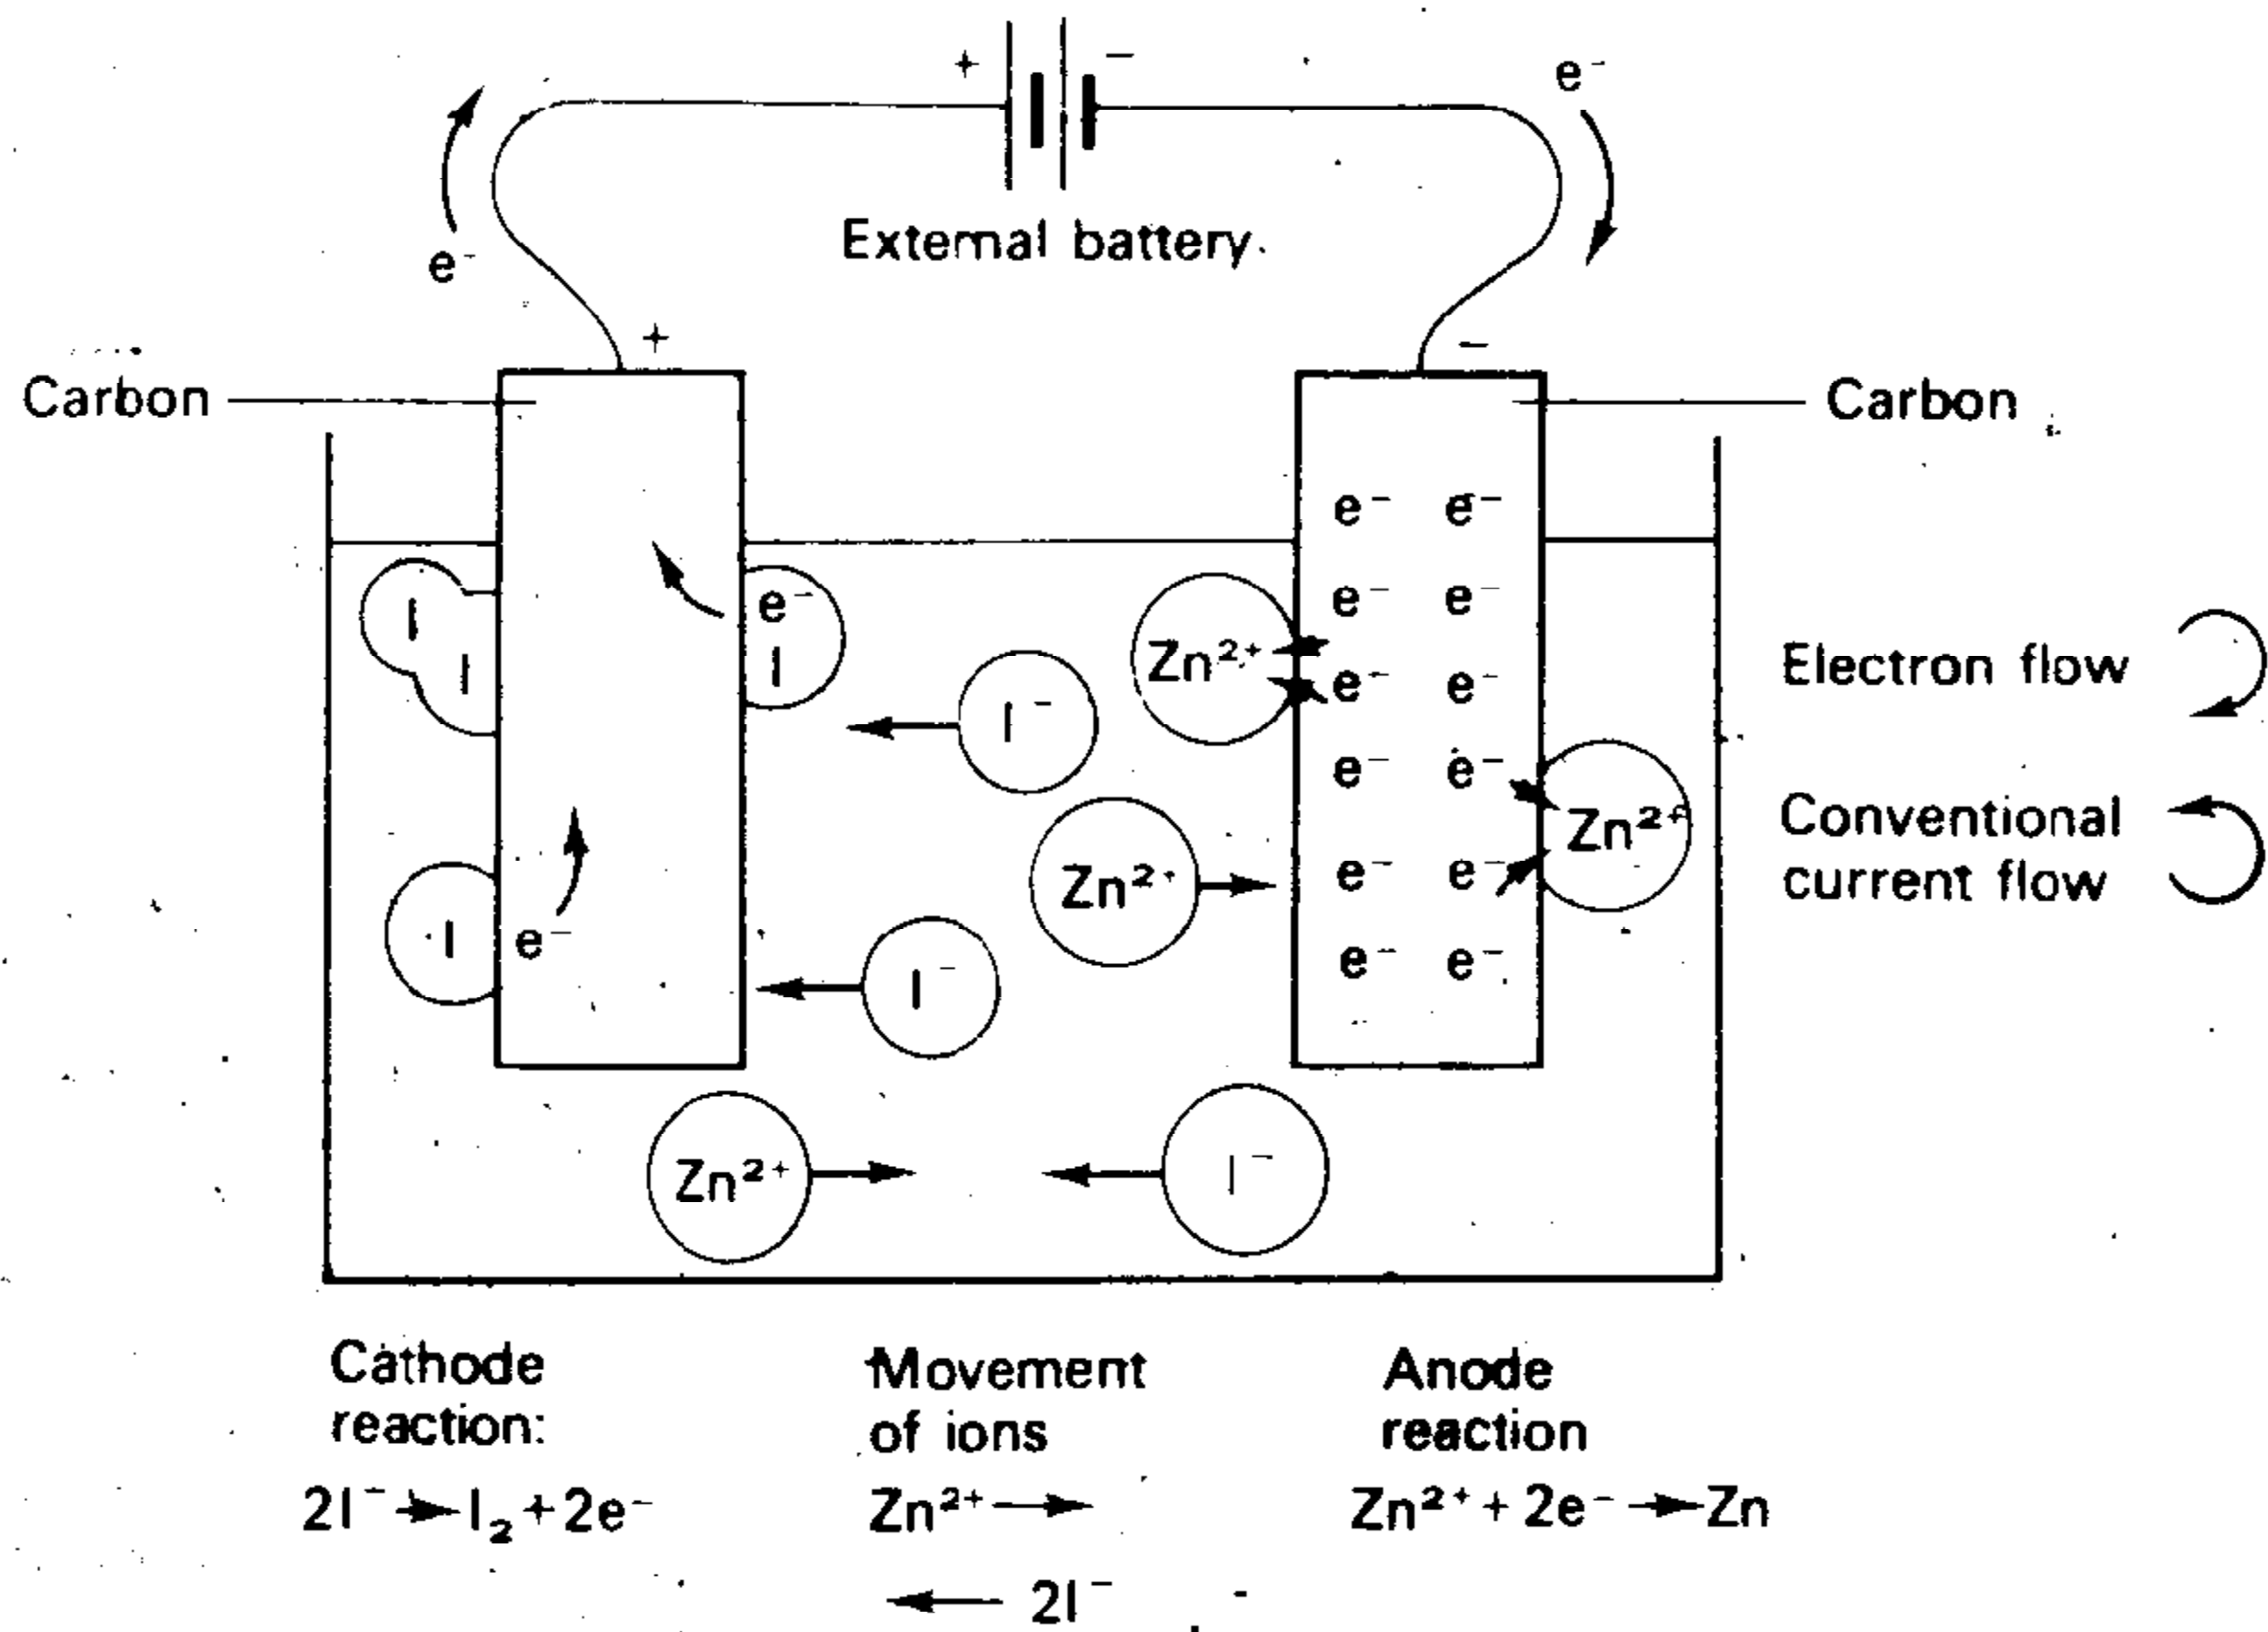 + −
e⁻
External battery.
e⁻
+
−
Carbon
Carbon
e⁻ e⁻
I
e⁻
e⁻ e⁻
I
I
Zn²⁺
e⁻ e⁻
Electron flow
I⁻
e⁻ e⁻
Zn²⁺
Conventional
current flow
Zn²⁺
e⁻ e⁻
I
e⁻
I⁻
e⁻ e⁻
Zn²⁺
I⁻
Cathode
reaction:
2I⁻ → I₂ + 2e⁻
Movement
of ions
Zn²⁺ →
← 2I⁻
Anode
reaction
Zn²⁺ + 2e⁻ → Zn